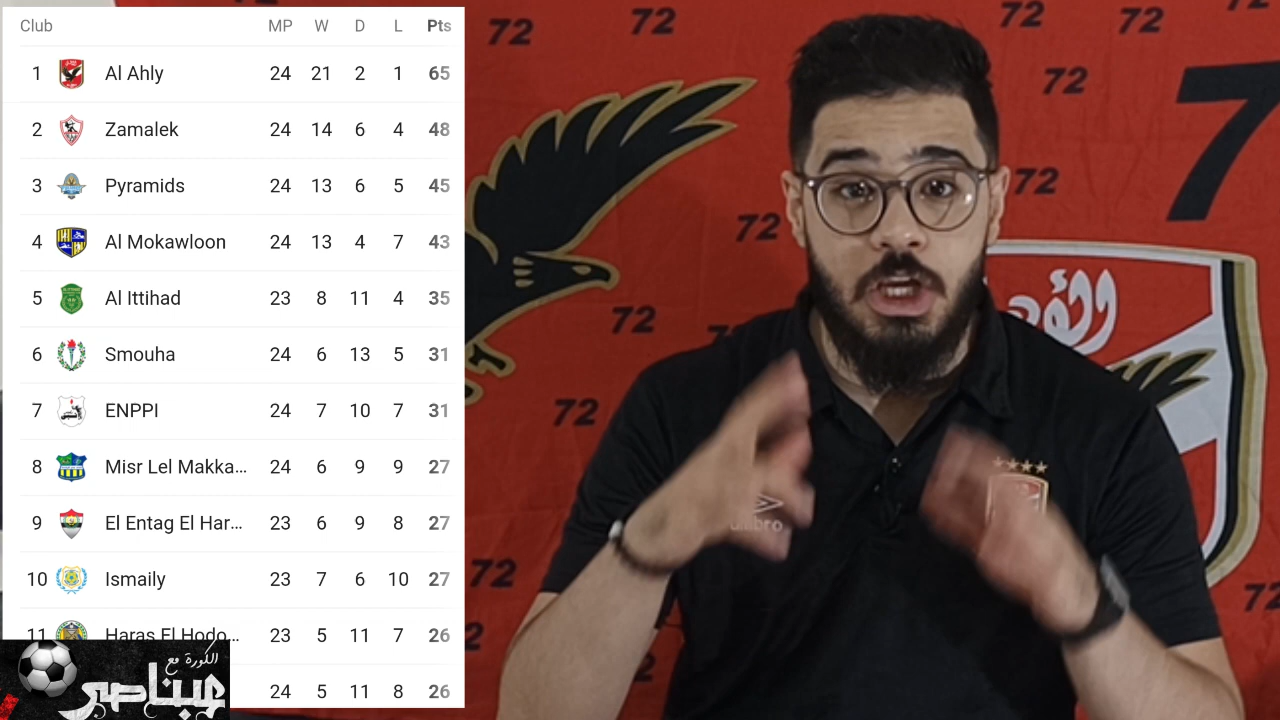 Club MP W D L Pts
1 Al Ahly 24 21 2 1 65
2 Zamalek 24 14 6 4 48
3 Pyramids 24 13 6 5 45
4 Al Mokawloon 24 13 4 7 43
5 Al Ittihad 23 8 11 4 35
6 Smouha 24 6 13 5 31
7 ENPPI 24 7 10 7 31
8 Misr Lel Makka... 24 6 9 9 27
9 El Entag El Har... 23 6 9 8 27
10 Ismaily 23 7 6 10 27
11 Haras El Hodo... 23 5 11 7 26
24 5 11 8 26
الكورة مع
72
72
72
72
72
7
72
72
72
72
72
72
umbro